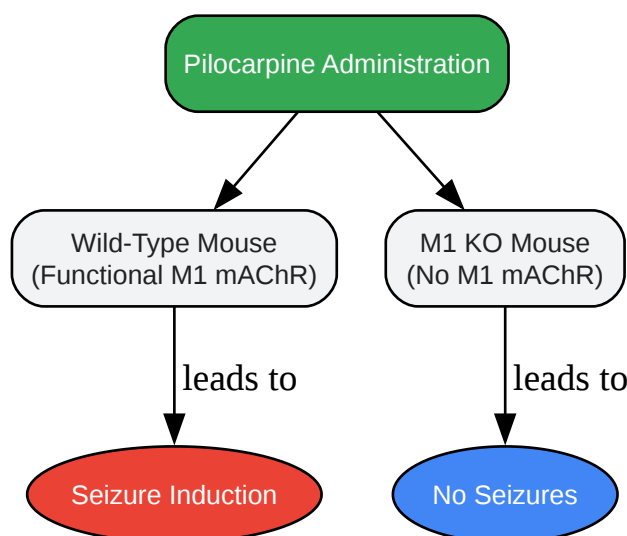 Pilocarpine Administration
Wild-Type Mouse
(Functional M1 mAChR)
M1 KO Mouse
(No M1 mAChR)
leads to
leads to
Seizure Induction
No Seizures